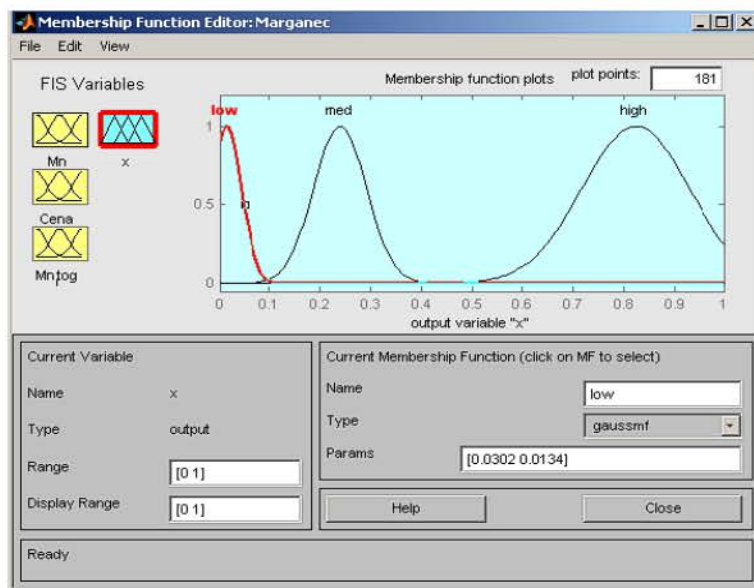 Membership Function Editor: Marganec
File Edit View
FIS Variables
Membership function plots plot points: 181
Mn
x
Cena
low med high
1
0.5
0
0 0.1 0.2 0.3 0.4 0.5 0.6 0.7 0.8 0.9 1
output variable "x"
Current Variable
Name x
Type output
Range [0 1]
Display Range [0 1]
Current Membership Function (click on MF to select)
Name low
Type gaussmf
Params [0.0302 0.0134]
Help Close
Ready